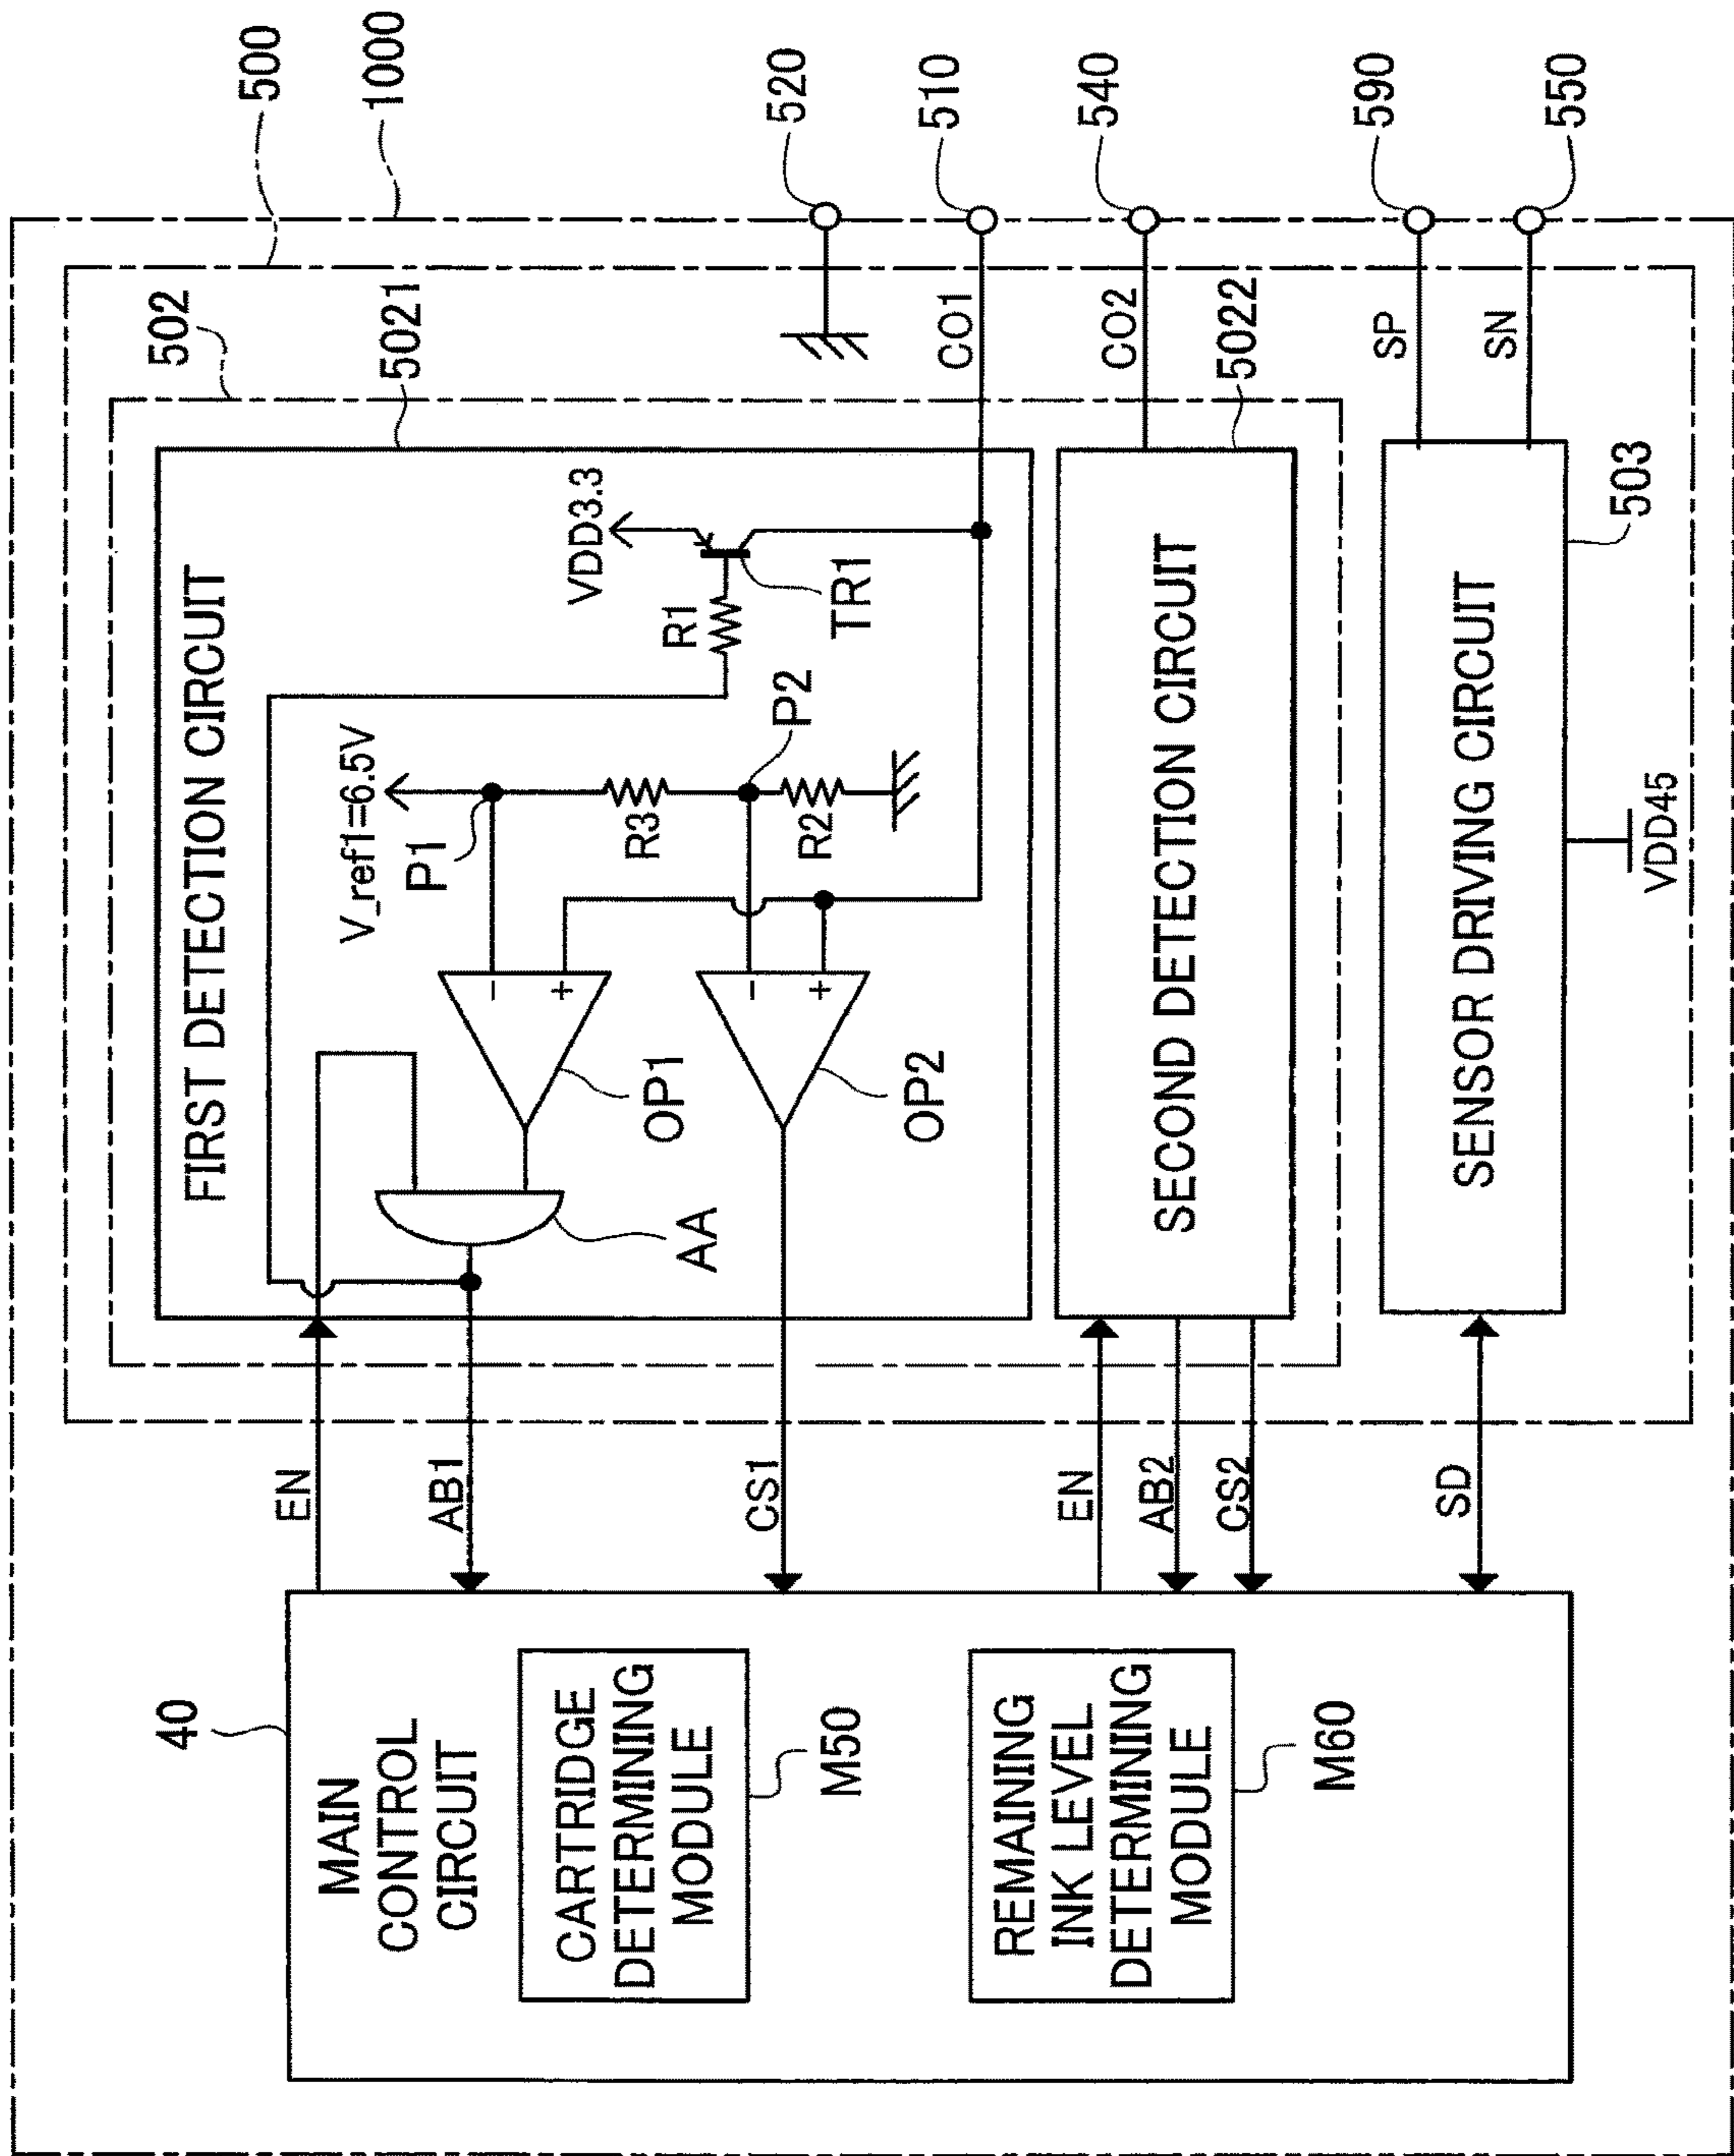 40
MAIN
CONTROL
CIRCUIT
CARTRIDGE
DETERMINING
MODULE
M50
REMAINING
INK LEVEL
DETERMINING
MODULE
M60
EN
AB1
CS1
EN
AB2
CS2
SD
500
1000
502
5021
FIRST DETECTION CIRCUIT
V_ref1=6.5V
P1
VDD3.3
R1
TR1
P2
R3
R2
-
+
OP1
-
+
OP2
AA
520
CO1
510
SECOND DETECTION CIRCUIT
CO2
540
5022
SENSOR DRIVING CIRCUIT
SP
590
SN
550
503
VDD45